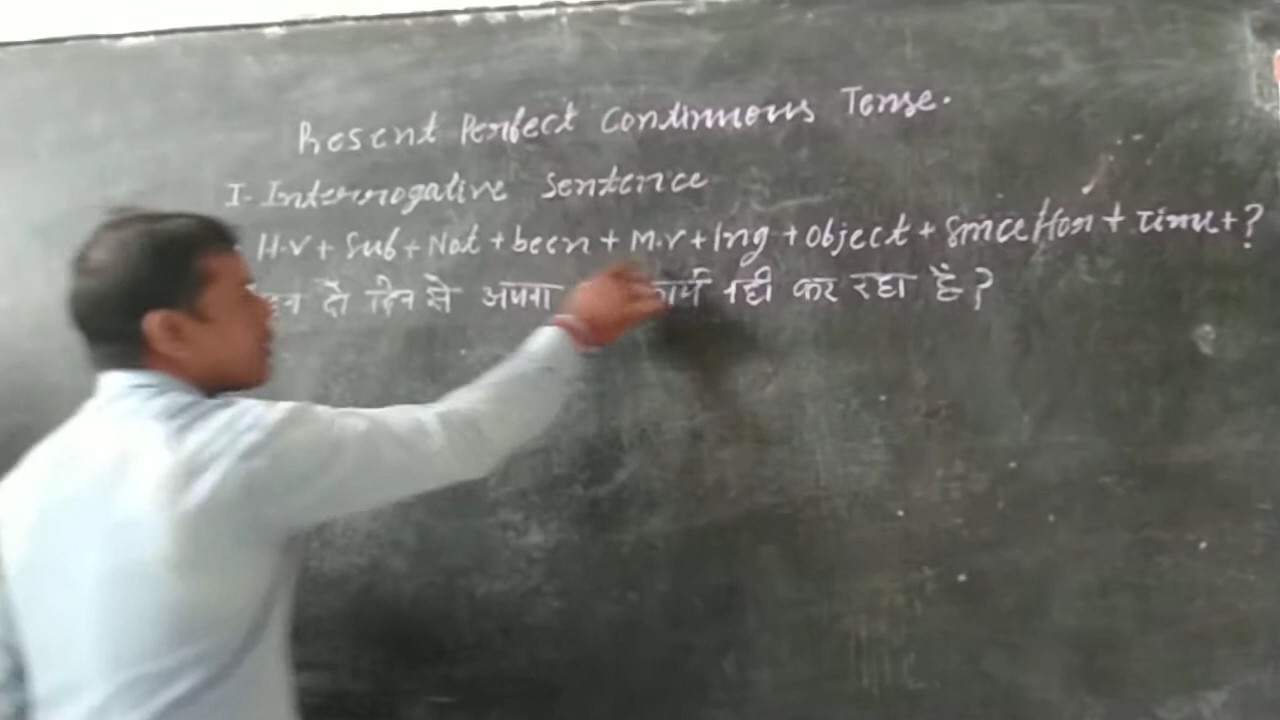 Present Perfect Continuous Tense.
I- Interrogative Sentence
H.V + Sub + Not + been + M.V + Ing + object + Since/for + time + ?
दो दिन से अपना कार्य नही कर रहा है?